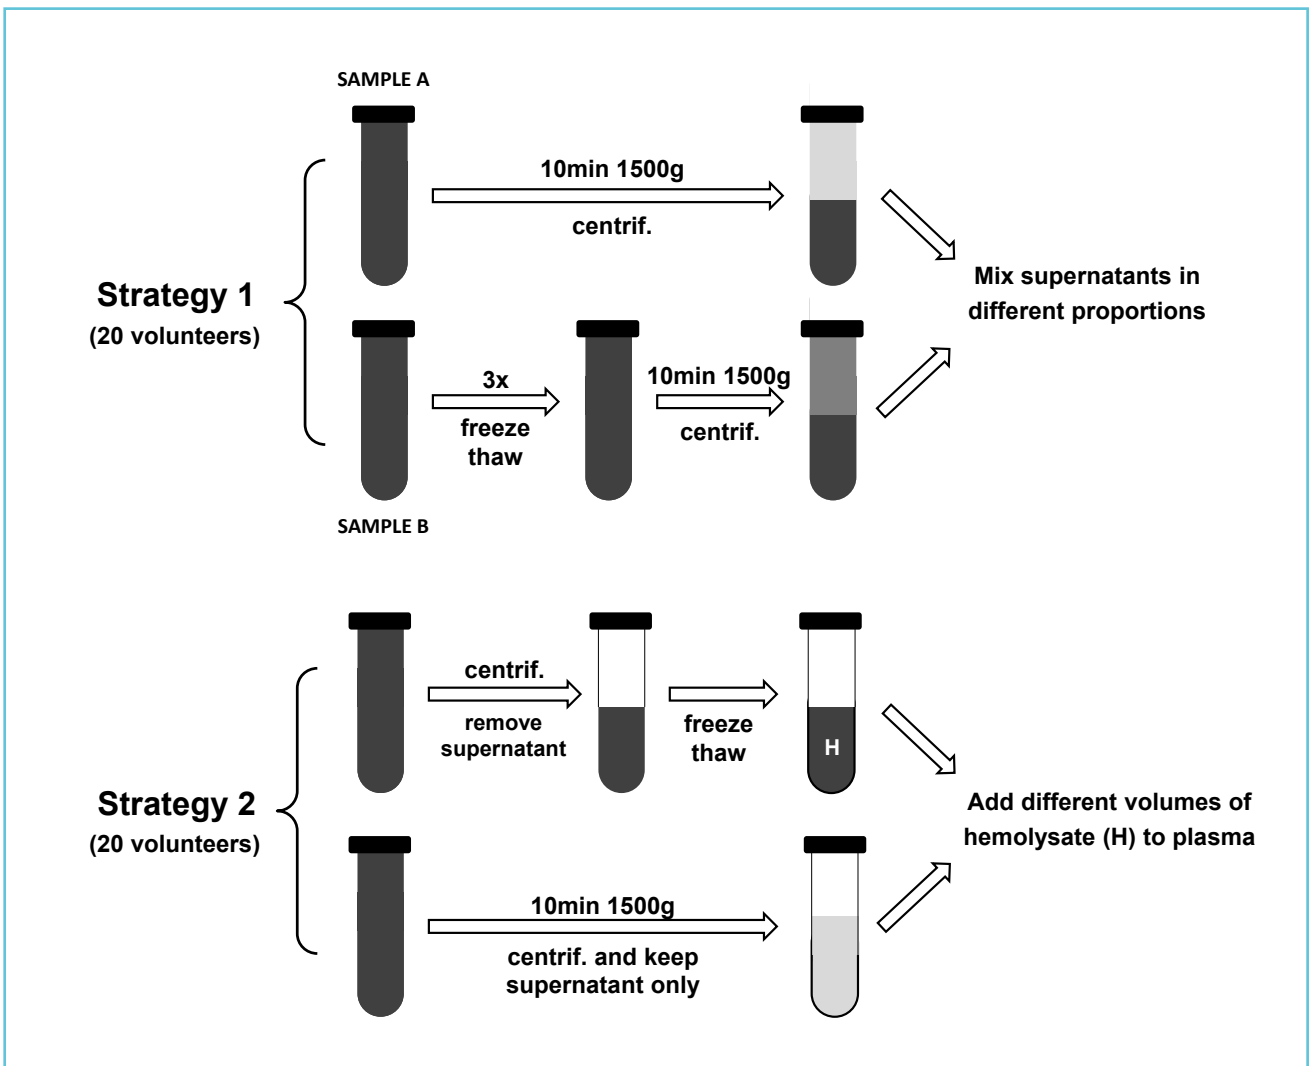 SAMPLE A
10min 1500g
centrif.
Strategy 1
(20 volunteers)
Mix supernatants in
different proportions
3x
freeze
thaw
10min 1500g
centrif.
SAMPLE B
centrif.
remove
supernatant
freeze
thaw
H
Strategy 2
(20 volunteers)
Add different volumes of
hemolysate (H) to plasma
10min 1500g
centrif. and keep
supernatant only